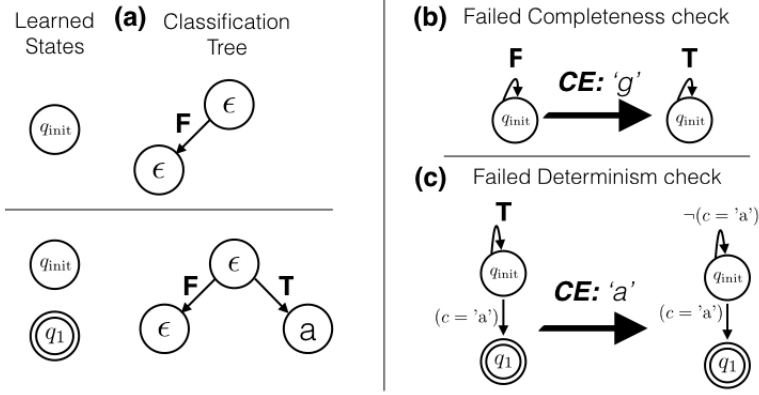 Learned
States
(a) Classification
Tree
q_init
ϵ
F
ϵ
q_init
q_1
ϵ
F
T
ϵ
a
(b) Failed Completeness check
F
T
CE: ‘g’
q_init
q_init
(c) Failed Determinism check
T
¬(c = 'a')
q_init
q_init
CE: ‘a’
(c = 'a')
(c = 'a')
q_1
q_1